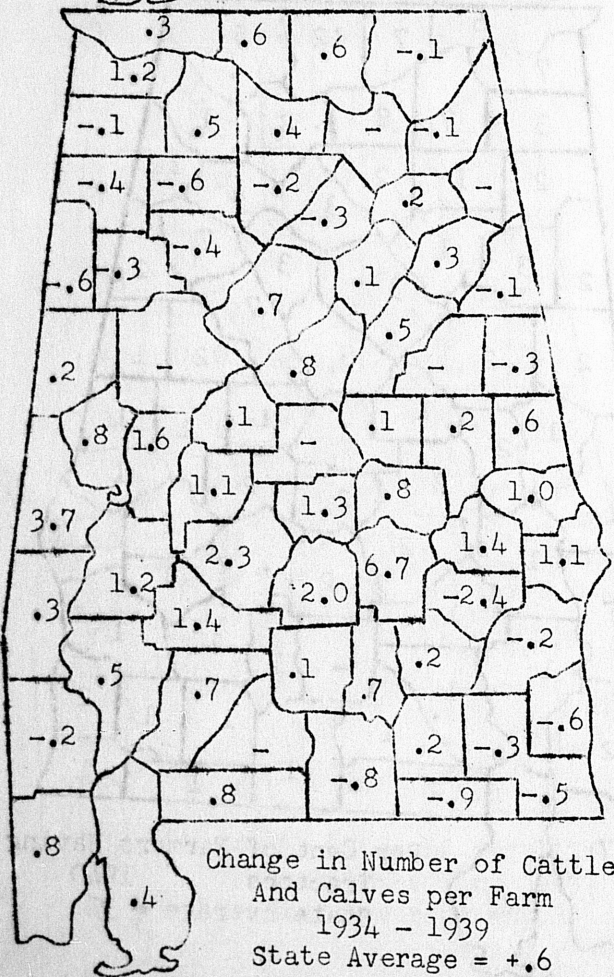 .3 .6 .6 -.1
1.2
-.1 .5 .4 - -.1
-.4 -.6 -.2 -.3 .2 -
-.6 -.3 -.4 .7 .1 .3 -.1
.2 - .8 .5 - -.3
.8 1.6 .1 - .1 .2 .6
3.7 1.1 1.3 .8 1.0
1.2 2.3 2.0 6.7 1.4 1.1
.3 1.4 -2.4
.5 .7 .1 .7 .2 -.2
-.2 - .2 -.3 -.6
.8 .8 -.8 -.9 -.5
.4
Change in Number of Cattle
And Calves per Farm
1934 - 1939
State Average = +.6